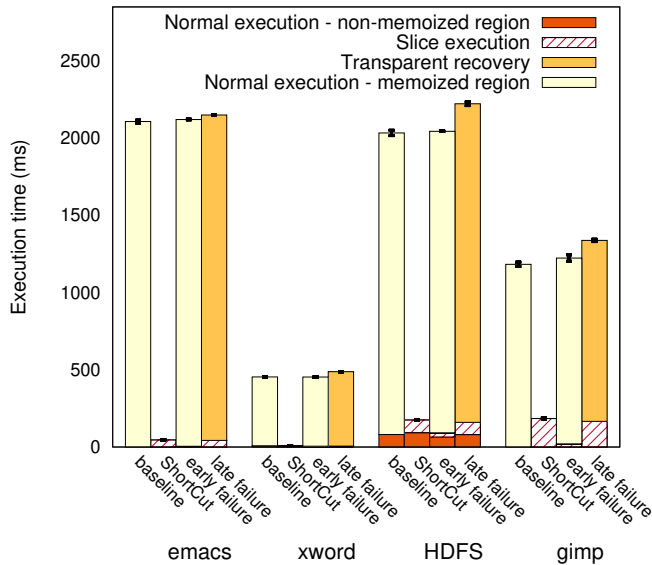 Normal execution - non-memoized region
Slice execution
Transparent recovery
Normal execution - memoized region
Execution time (ms)
2500
2000
1500
1000
500
0
baseline
ShortCut
early failure
late failure
baseline
ShortCut
early failure
late failure
baseline
ShortCut
early failure
late failure
baseline
ShortCut
early failure
late failure
emacs xword HDFS gimp